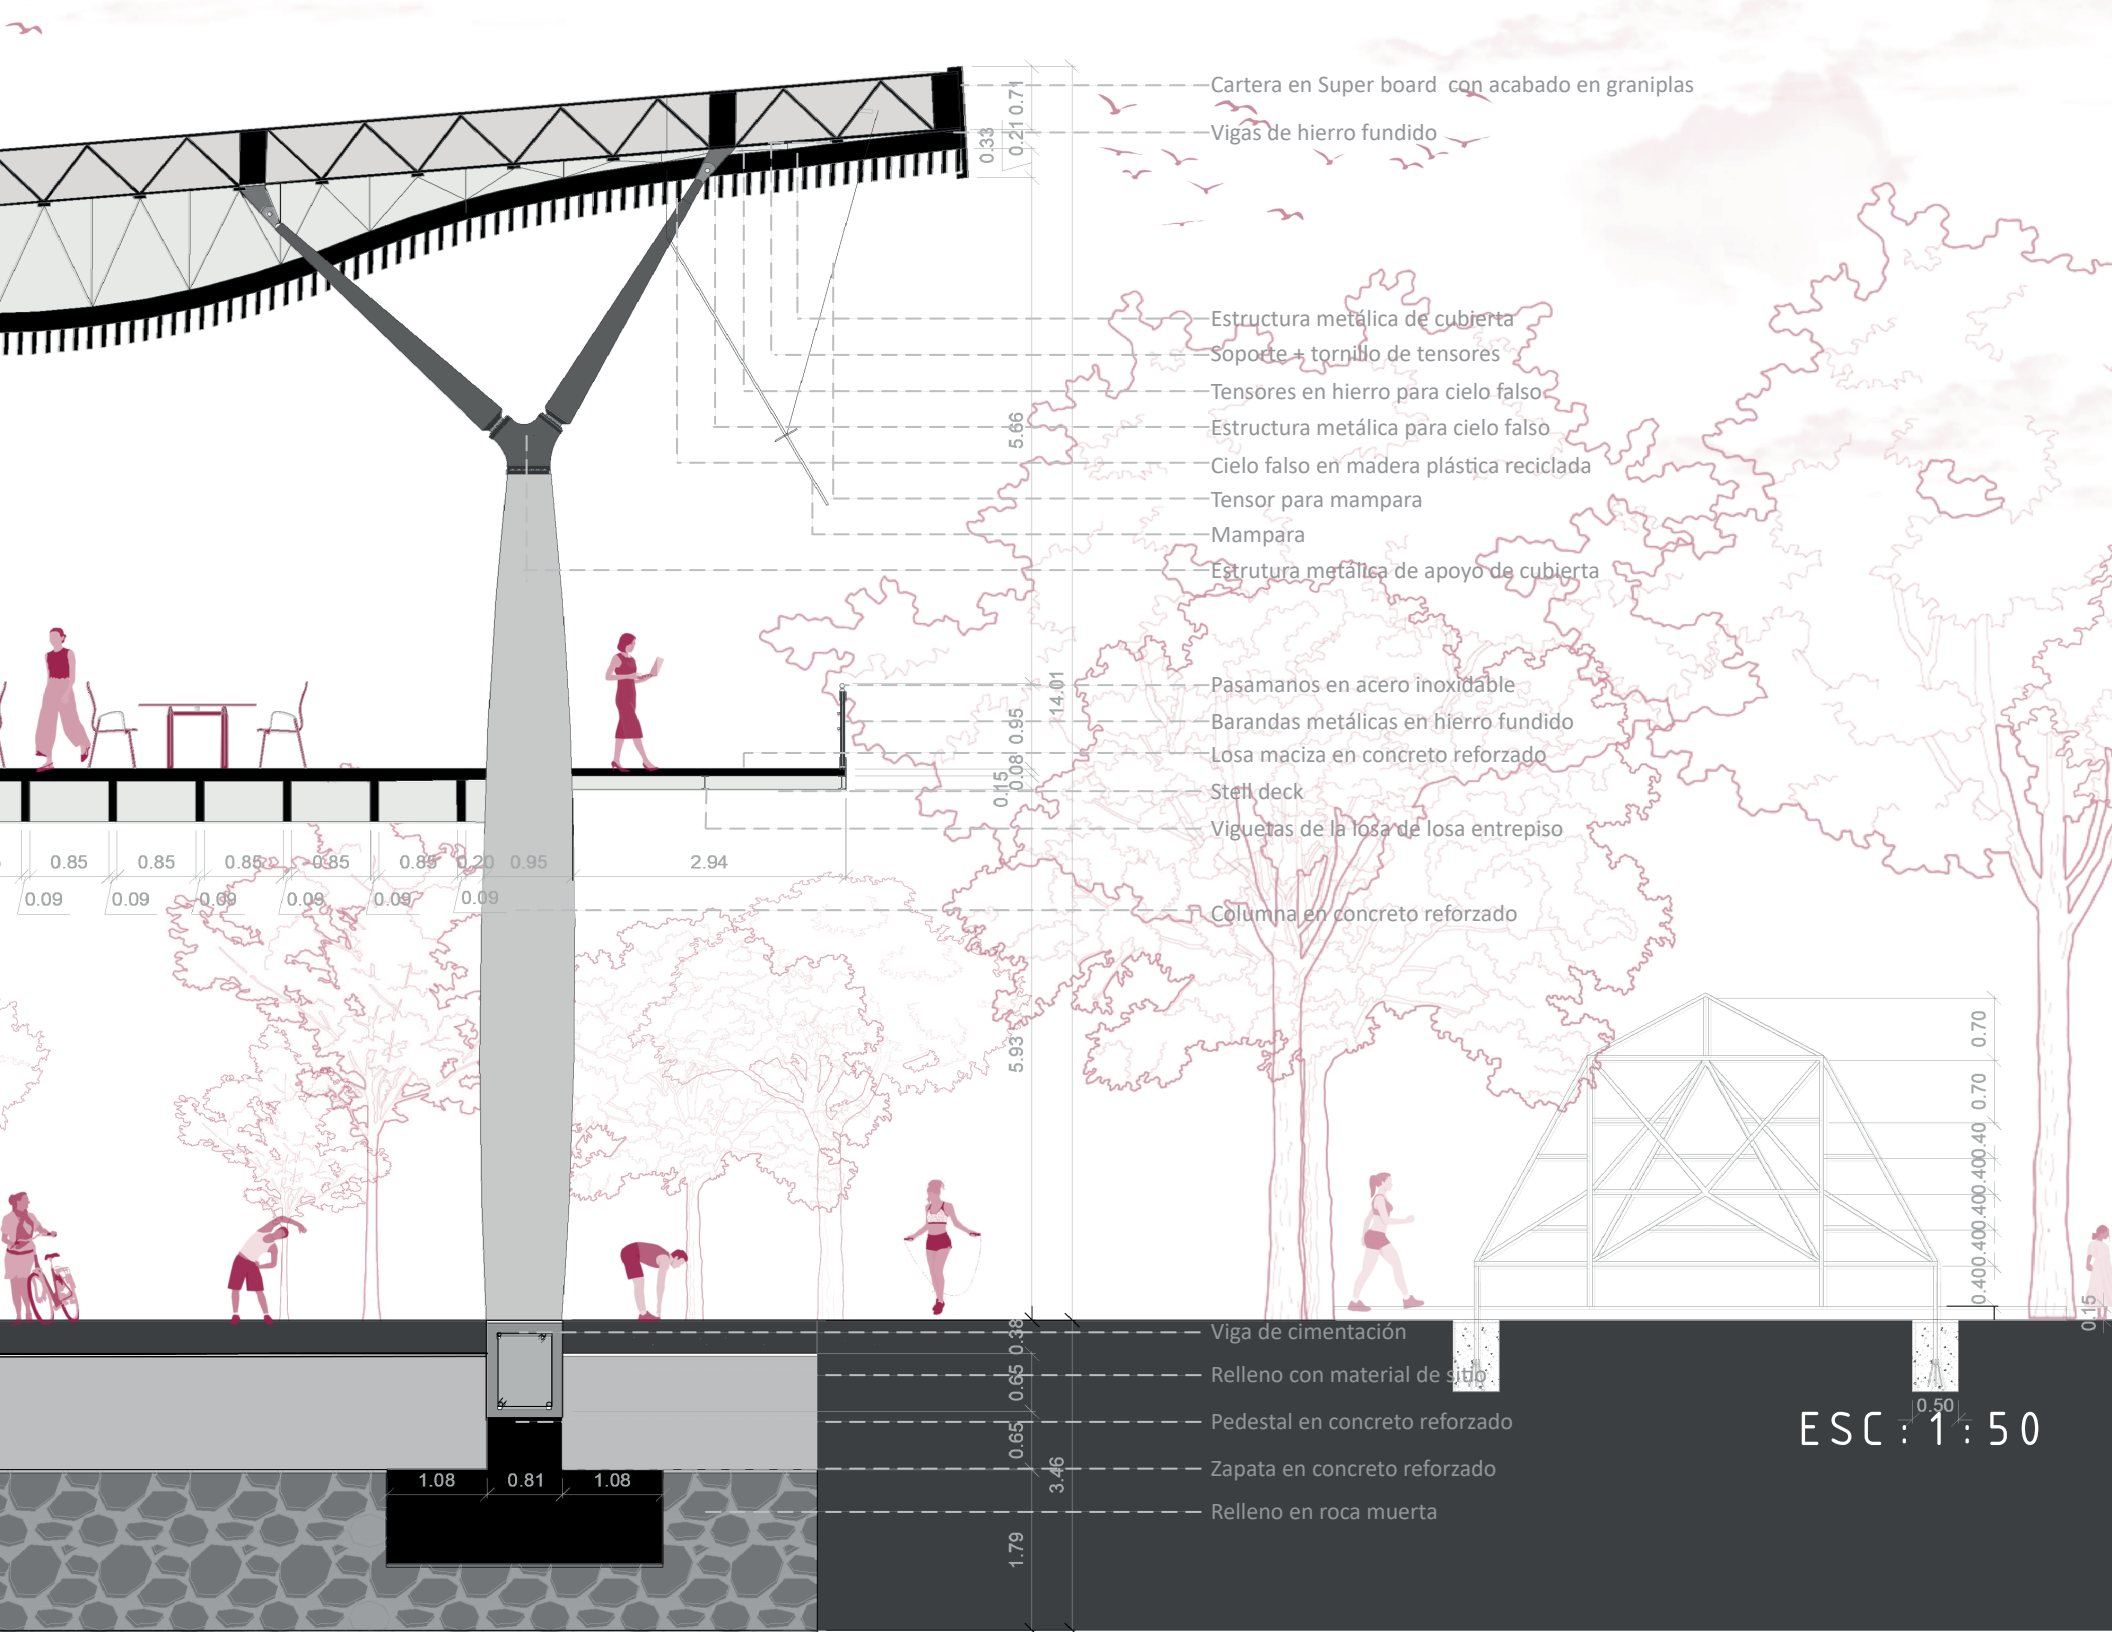 Cartera en Super board con acabado en graniplas
Vigas de hierro fundido
0.71
0.21
0.33
Estructura metálica de cubierta
Soporte + tornillo de tensores
Tensores en hierro para cielo falso
Estructura metálica para cielo falso
Cielo falso en madera plástica reciclada
Tensor para mampara
Mampara
Estrutura metálica de apoyo de cubierta
5.66
14.01
Pasamanos en acero inoxidable
Barandas metálicas en hierro fundido
Losa maciza en concreto reforzado
Stell deck
Viguetas de la losa de losa entrepiso
0.95
0.08
0.15
0.85 0.85 0.85 0.85 0.85 0.20 0.95 2.94
0.09 0.09 0.09 0.09 0.09 0.09
Columna en concreto reforzado
5.93
0.70
0.70
0.40
0.40
0.40
0.40
0.40
0.15
Viga de cimentación
Relleno con material de sitio
Pedestal en concreto reforzado
Zapata en concreto reforzado
Relleno en roca muerta
0.38
0.65
0.65
3.46
1.79
1.08 0.81 1.08
0.50
ESC:1:50